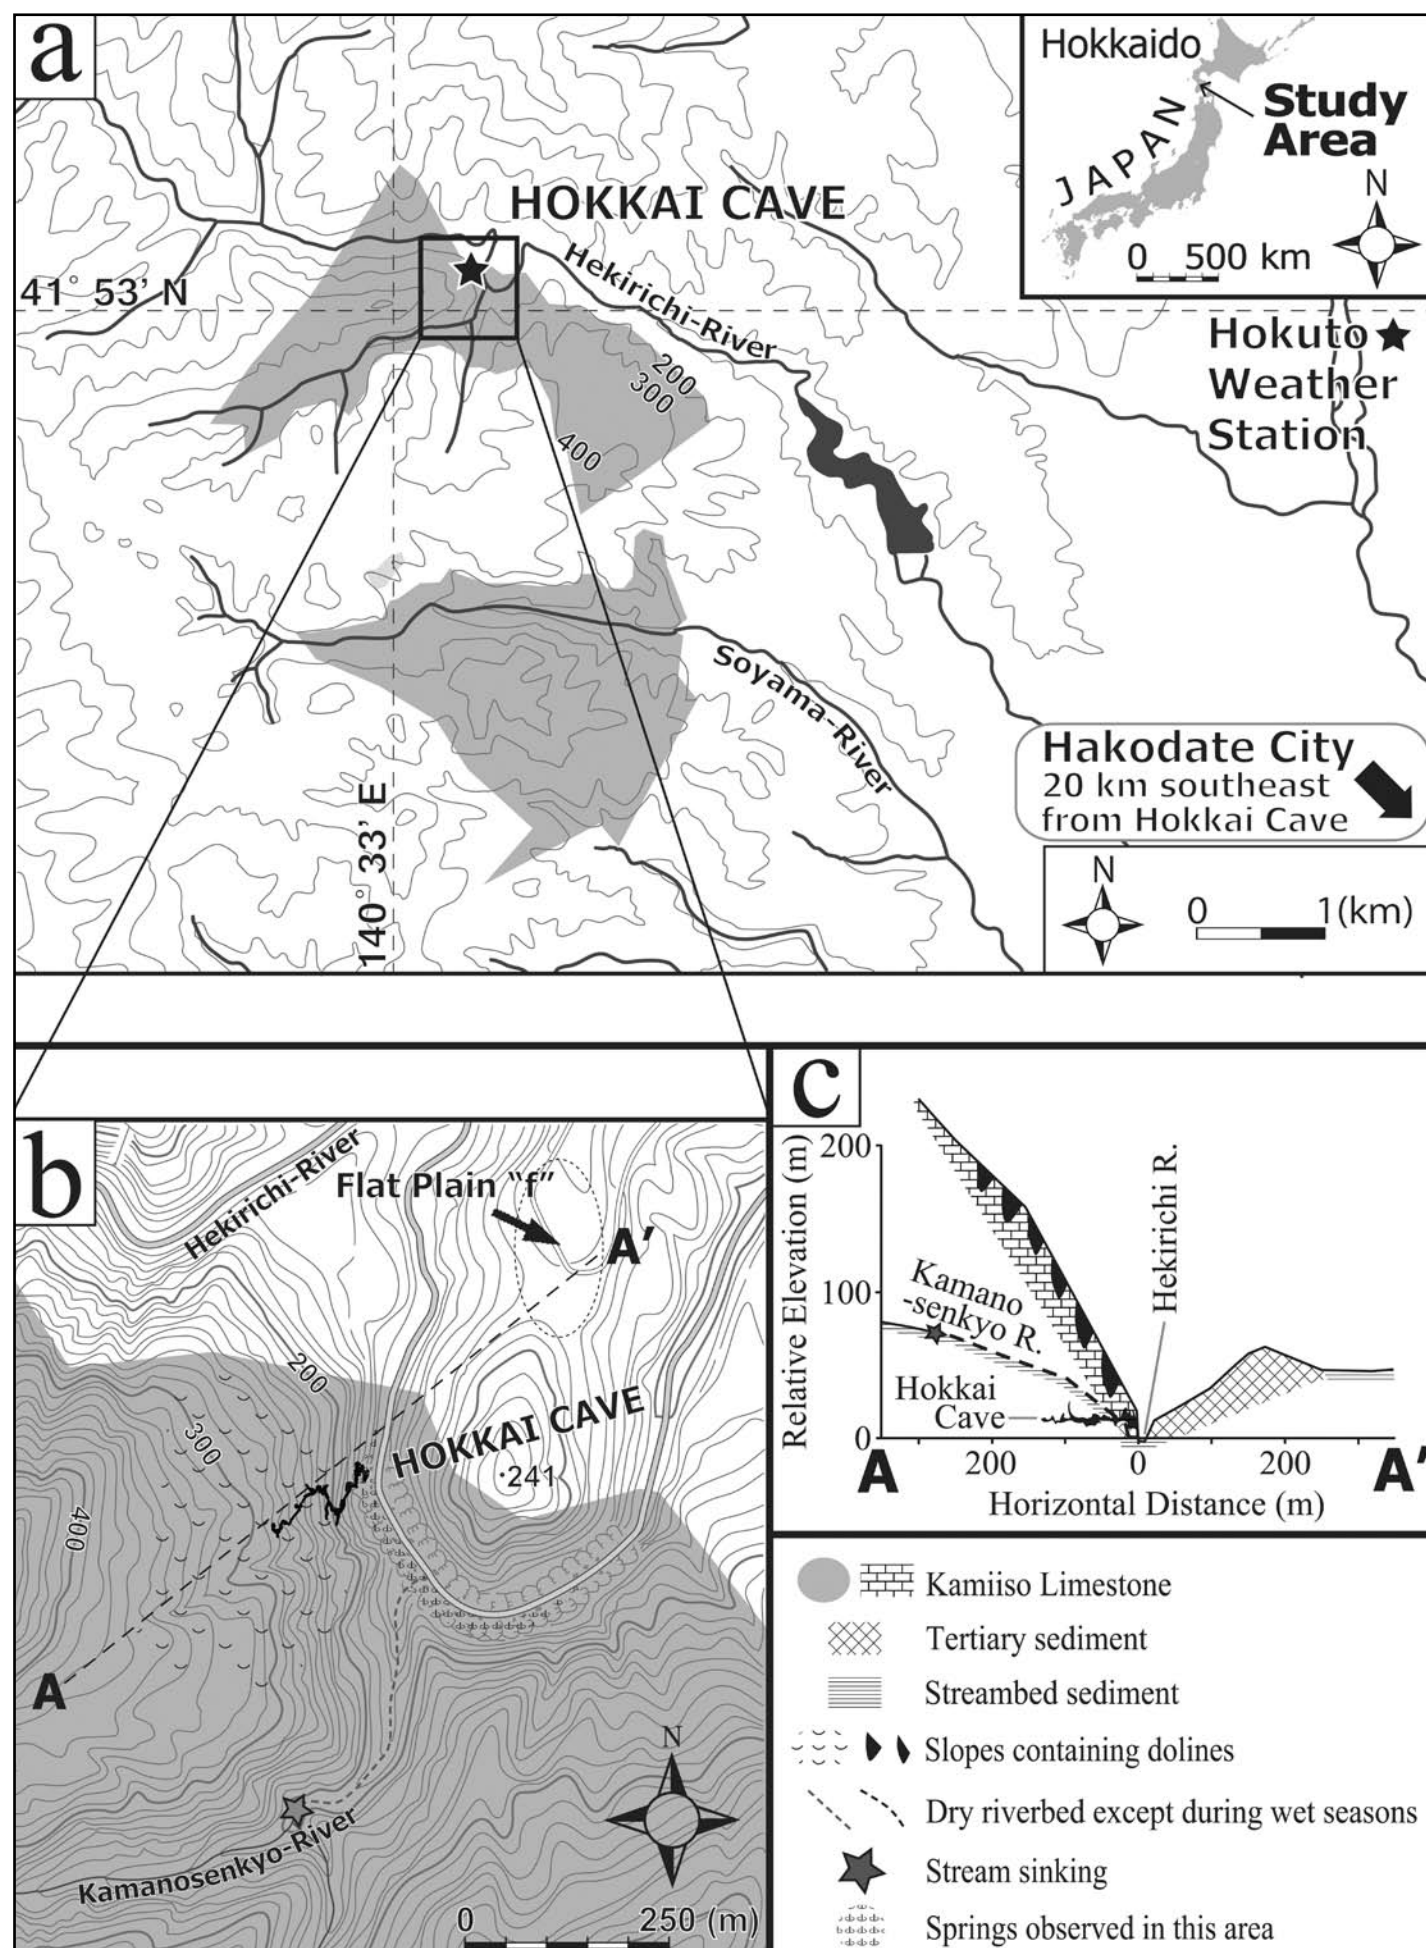 a
Hokkaido
JAPAN
Study
Area
N
0 500 km
HOKKAI CAVE
Hekirichi-River
41° 53' N
200
300
400
Hokuto
Weather
Station
Soyama-River
140° 33' E
Hakodate City
20 km southeast
from Hokkai Cave
N
0 1(km)
b
Hekirichi-River
Flat Plain "f"
A'
200
300
400
HOKKAI CAVE
241
A
N
Kamanosenkyo-River
0 250 (m)
c
Relative Elevation (m)
200
100
0
Kamano
-senkyo R.
Hokkai
Cave
Hekirichi R.
A 200 0 200 A'
Horizontal Distance (m)
Kamiiso Limestone
Tertiary sediment
Streambed sediment
Slopes containing dolines
Dry riverbed except during wet seasons
Stream sinking
Springs observed in this area